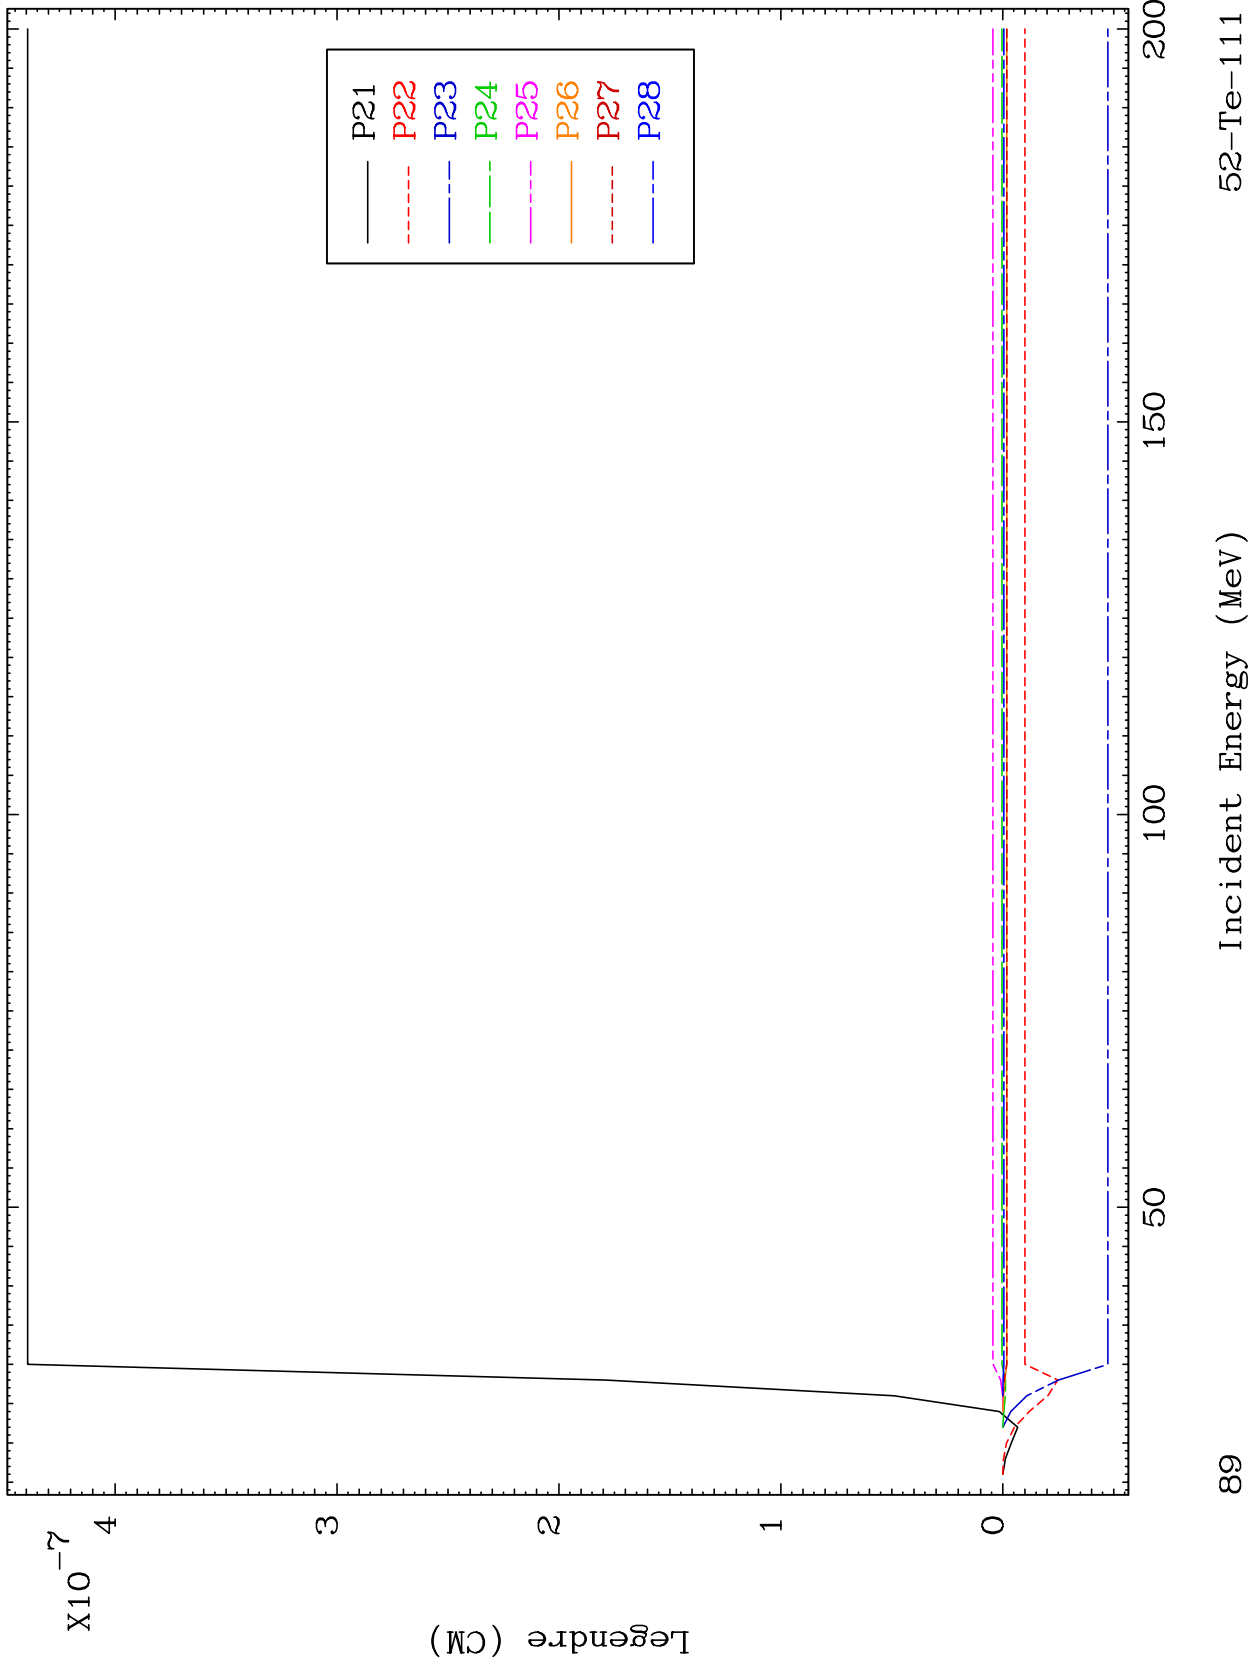 X10-7
4
3
2
1
0
Legendre (CM)
P21
P22
P23
P24
P25
P26
P27
P28
50
100
150
200
Incident Energy (MeV)
89
52-Te-111